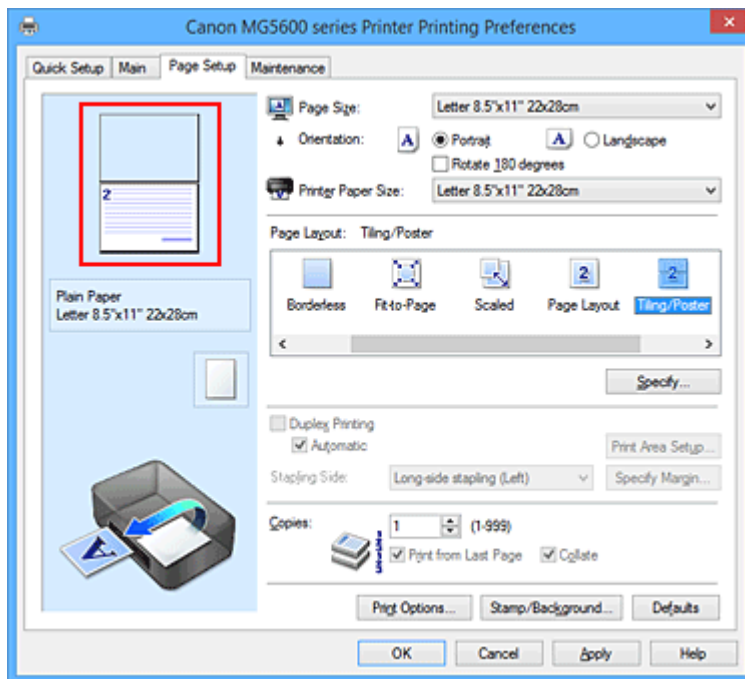 Canon MG5600 series Printer Printing Preferences
Quick Setup Main Page Setup Maintenance
2
Plain Paper
Letter 8.5"x11" 22x28cm
A
Page Size: Letter 8.5"x11" 22x28cm
Orientation: A Portrait A Landscape
Rotate 180 degrees
Printer Paper Size: Letter 8.5"x11" 22x28cm
Page Layout: Tiling/Poster
2 2
Borderless Fit-to-Page Scaled Page Layout Tiling/Poster
Specify...
Duplex Printing
Automatic Print Area Setup...
Stapling Side: Long-side stapling (Left) Specify Margin...
Copies: 1 (1-999)
Print from Last Page Collate
Print Options... Stamp/Background... Defaults
OK Cancel Apply Help